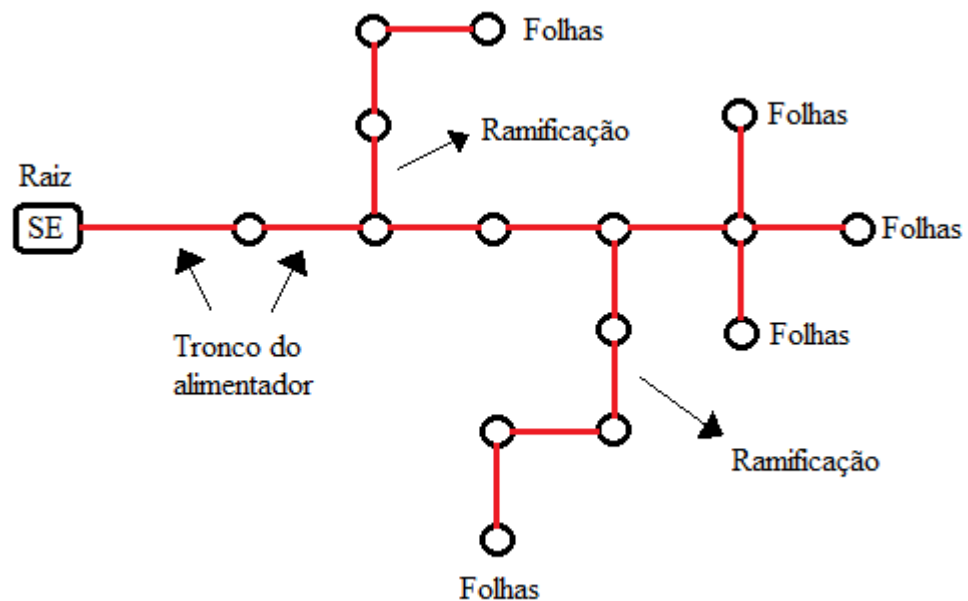 Folhas
Folhas
Ramificação
Raiz
SE
Folhas
Tronco do
alimentador
Folhas
Ramificação
Folhas